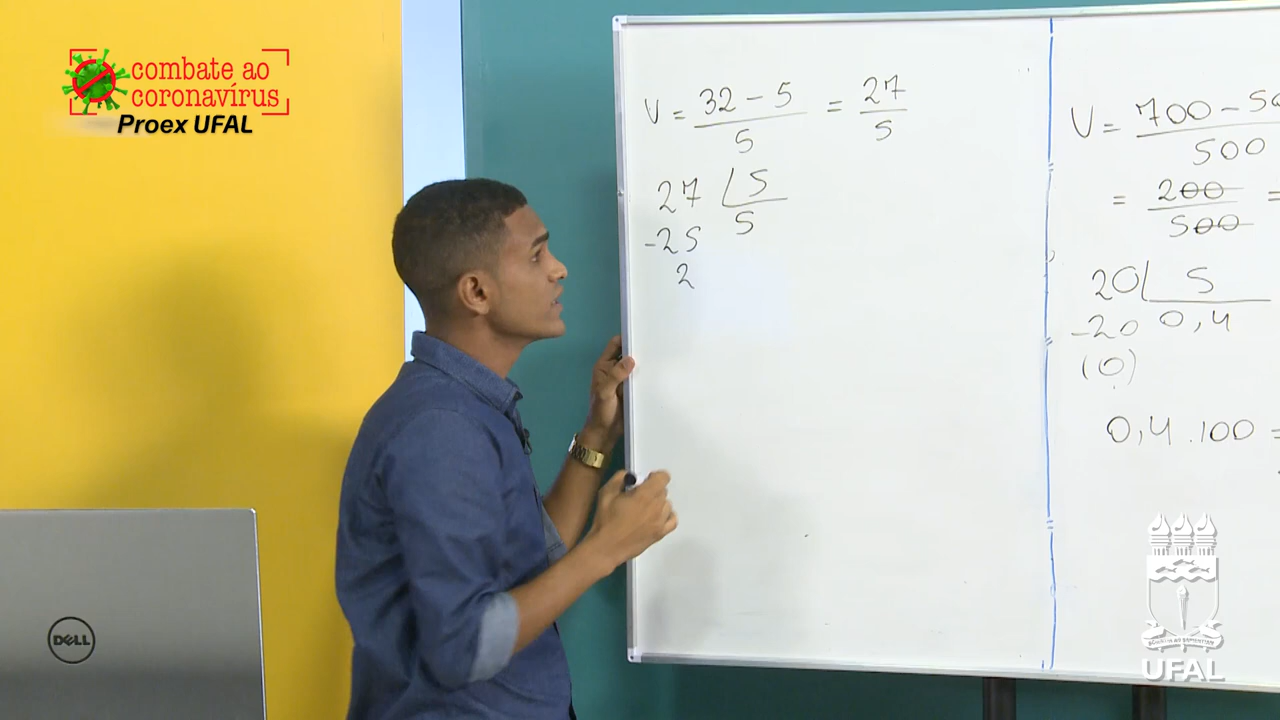 combate ao
coronavírus
Proex UFAL
V = 32 - 5 / 5 = 27 / 5
27 | 5
-25 5
2
V = 700 - 50 / 500
= 200 / 500 =
20 | 5
-20 0,4
(0)
0,4 . 100 =
DELL
UFAL